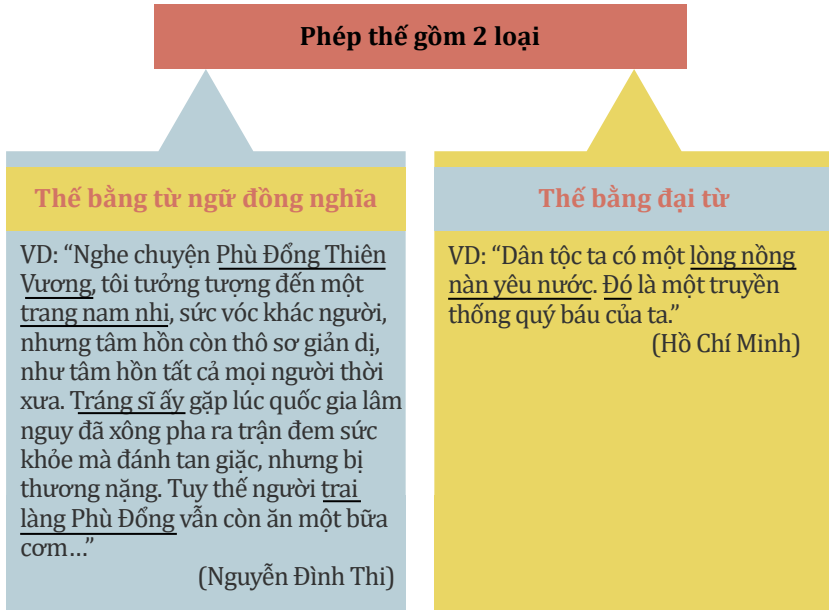 Phép thế gồm 2 loại
Thế bằng từ ngữ đồng nghĩa
VD: “Nghe chuyện Phù Đổng Thiên
Vương, tôi tưởng tượng đến một
trang nam nhi, sức vóc khác người,
nhưng tâm hồn còn thô sơ giản dị,
như tâm hồn tất cả mọi người thời
xưa. Tráng sĩ ấy gặp lúc quốc gia lâm
nguy đã xông pha ra trận đem sức
khỏe mà đánh tan giặc, nhưng bị
thương nặng. Tuy thế người trai
làng Phù Đổng vẫn còn ăn một bữa
cơm…”
(Nguyễn Đình Thi)
Thế bằng đại từ
VD: “Dân tộc ta có một lòng nồng
nàn yêu nước. Đó là một truyền
thống quý báu của ta.”
(Hồ Chí Minh)